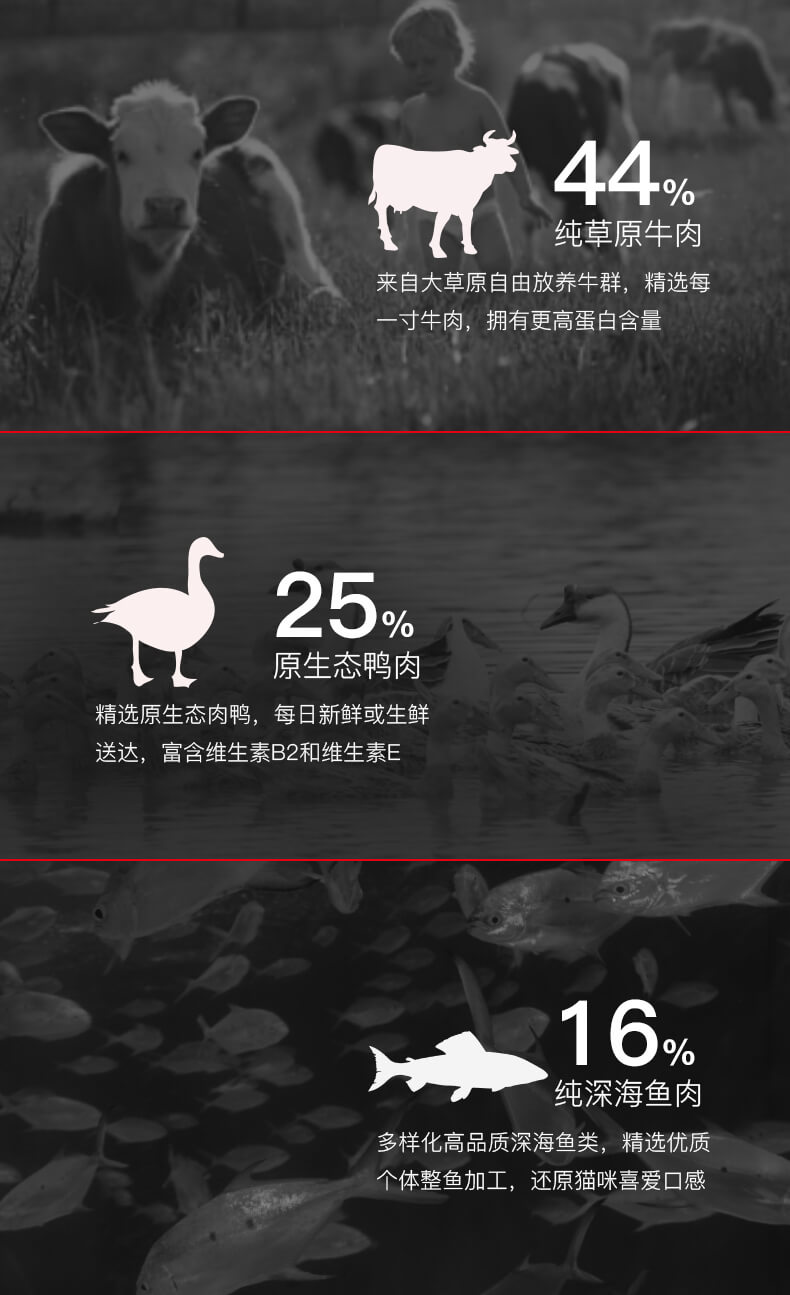 44%
纯草原牛肉
来自大草原自由放养牛群，精选每
一寸牛肉，拥有更高蛋白含量
25%
原生态鸭肉
精选原生态肉鸭，每日新鲜或生鲜
送达，富含维生素B2和维生素E
16%
纯深海鱼肉
多样化高品质深海鱼类，精选优质
个体整鱼加工，还原猫咪喜爱口感